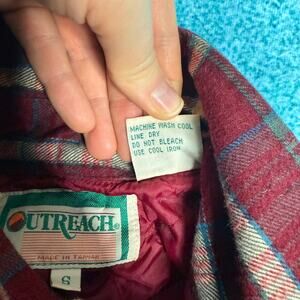 MACHINE WASH COOL
LINE DRY
DO NOT BLEACH
USE COOL IRON
OUTREACH
MADE IN TAIWAN
S